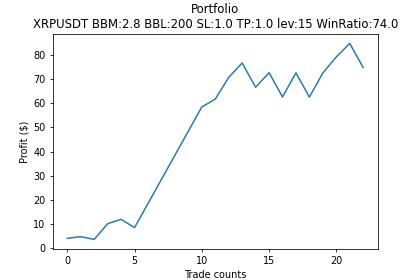 Portfolio
XRPUSDT BBM:2.8 BBL:200 SL:1.0 TP:1.0 lev:15 WinRatio:74.0
80
70
60
50
40
30
20
10
0
Profit ($)
0 5 10 15 20
Trade counts